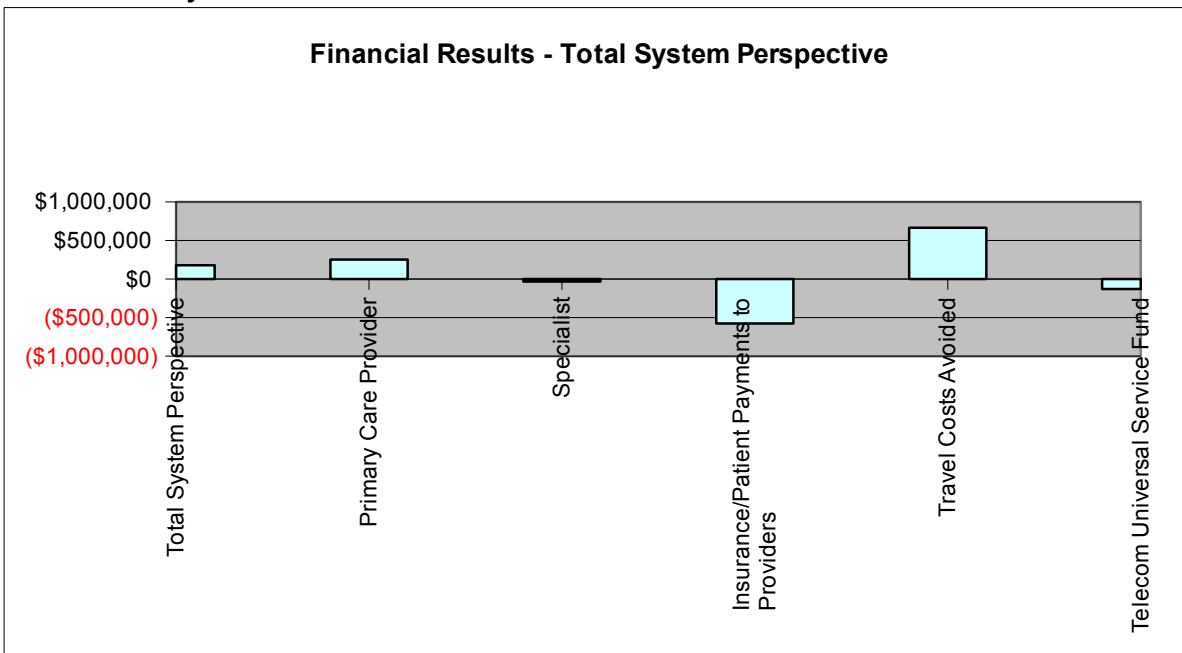 Financial Results - Total System Perspective
$1,000,000
$500,000
$0
($500,000)
($1,000,000)
Total System Perspective
Primary Care Provider
Specialist
Insurance/Patient Payments to
Providers
Travel Costs Avoided
Telecom Universal Service Fund